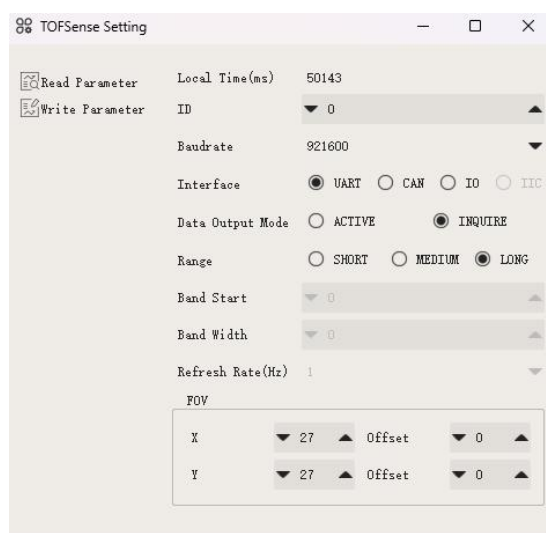 TOFSense Setting
Read Parameter
Write Parameter
Local Time(ms) 50143
ID 0
Baudrate 921600
Interface UART CAN IO IIC
Data Output Mode ACTIVE INQUIRE
Range SHORT MEDIUM LONG
Band Start 0
Band Width 0
Refresh Rate(Hz) 1
FOV
X 27 Offset 0
Y 27 Offset 0